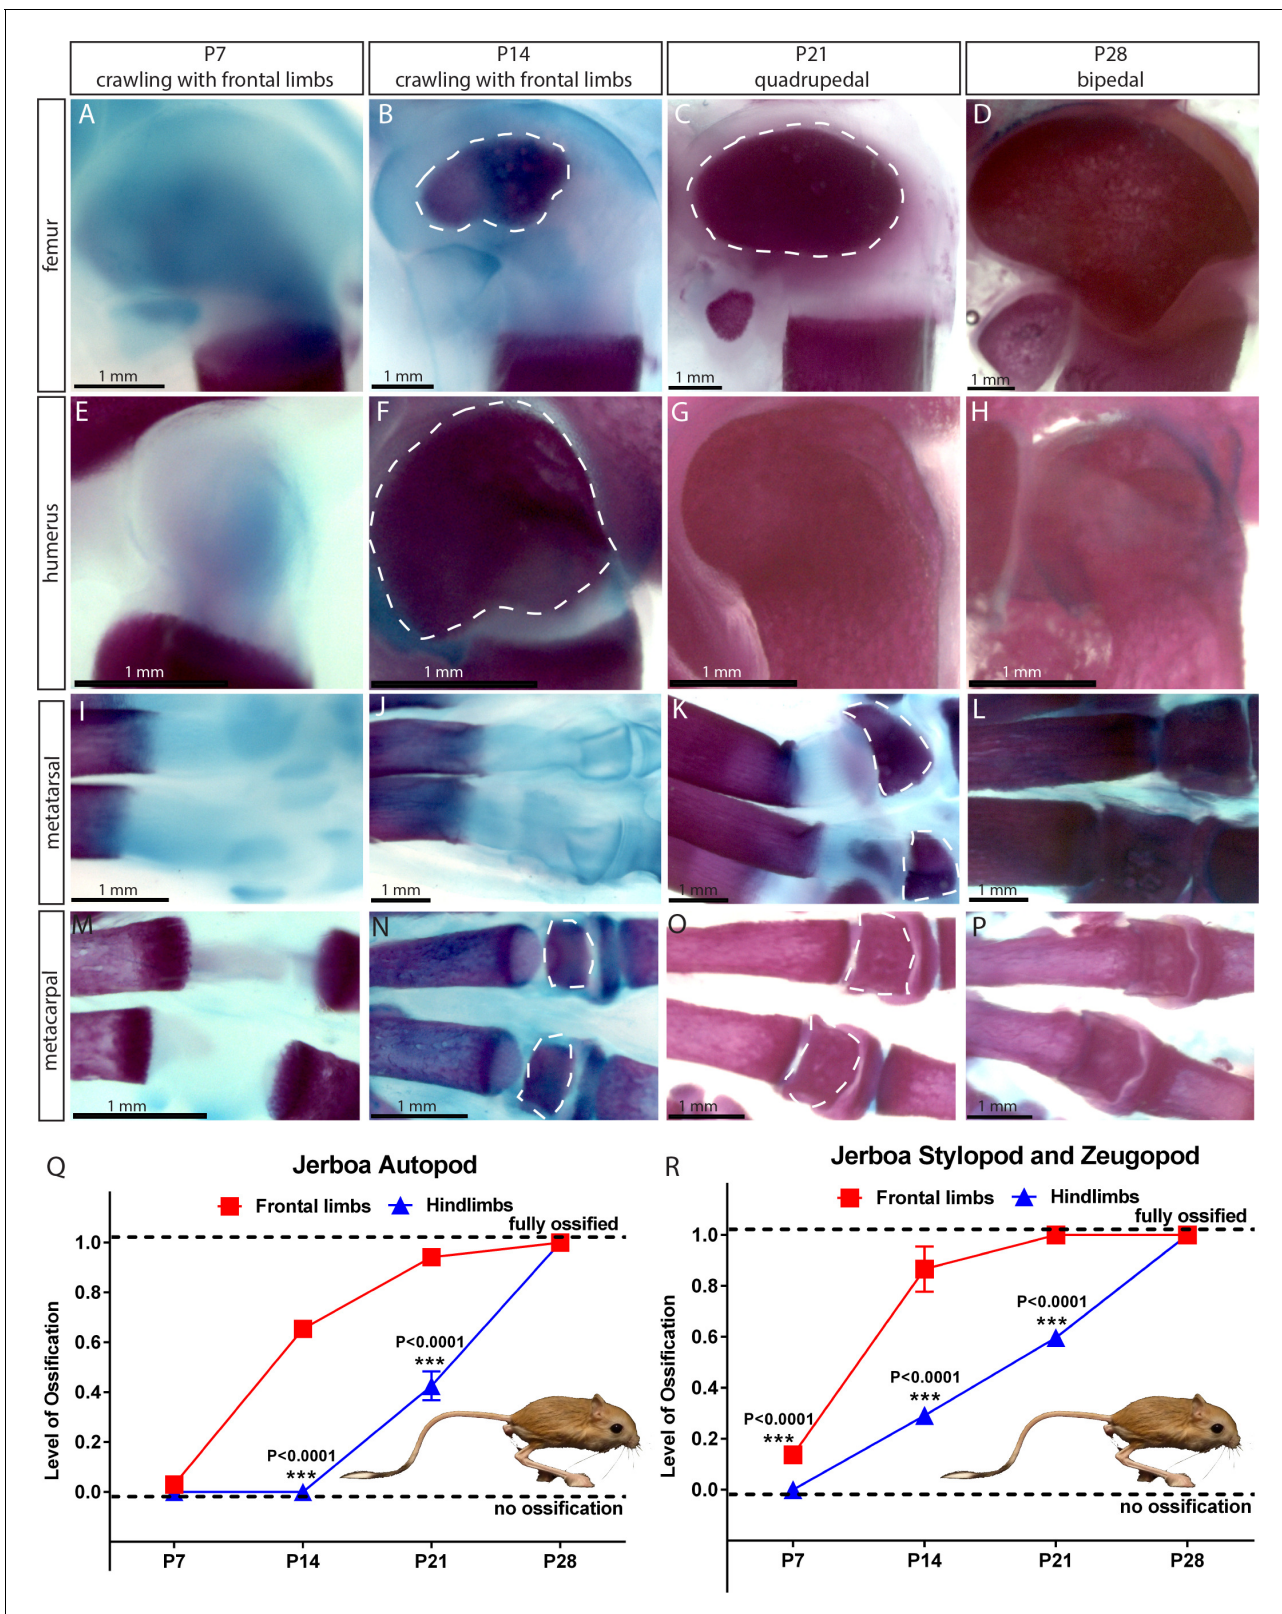 P7
crawling with frontal limbs
P14
crawling with frontal limbs
P21
quadrupedal
P28
bipedal
femur
A
1 mm
B
1 mm
C
1 mm
D
1 mm
humerus
E
1 mm
F
1 mm
G
1 mm
H
1 mm
metatarsal
I
1 mm
J
1 mm
K
1 mm
L
1 mm
metacarpal
M
1 mm
N
1 mm
O
1 mm
P
1 mm
Q
Jerboa Autopod
Frontal limbs
Hindlimbs
fully ossified
Level of Ossification
1.0
0.8
0.6
0.4
0.2
0.0
P<0.0001
***
P<0.0001
***
no ossification
P7
P14
P21
P28
R
Jerboa Stylopod and Zeugopod
Frontal limbs
Hindlimbs
fully ossified
Level of Ossification
1.0
0.8
0.6
0.4
0.2
0.0
P<0.0001
***
P<0.0001
***
P<0.0001
***
no ossification
P7
P14
P21
P28